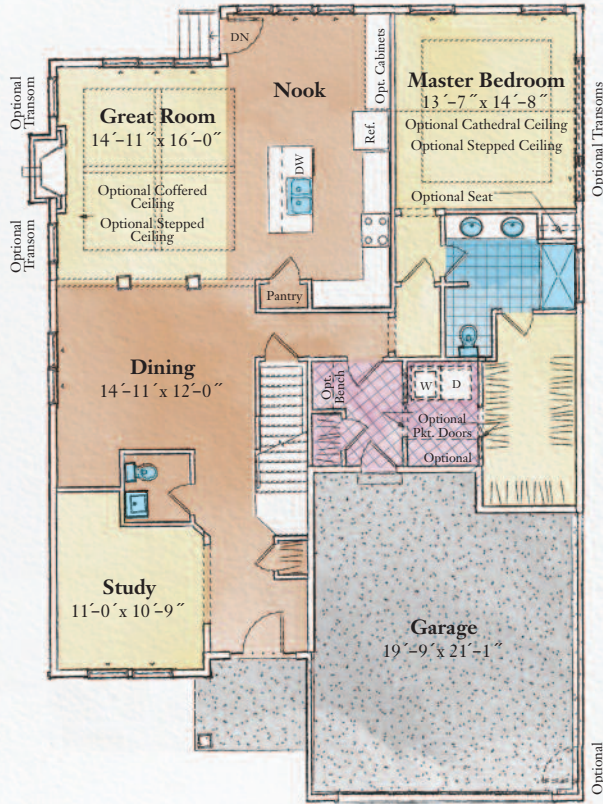 DN
Nook
Opt. Cabinets
Ref.
DW
Optional
Transom
Great Room
14´-11˝ x 16´-0˝
Optional Coffered
Ceiling
Optional Stepped
Ceiling
Optional
Transom
Master Bedroom
13´-7˝ x 14´-8˝
Optional Cathedral Ceiling
Optional Stepped Ceiling
Optional Transoms
Optional Seat
Pantry
Dining
14´-11´ x 12´-0˝
Opt.
Bench
W
D
Optional
Pkt. Doors
Optional
Study
11´-0´ x 10´-9˝
Garage
19´-9´ x 21´-1˝
Optional